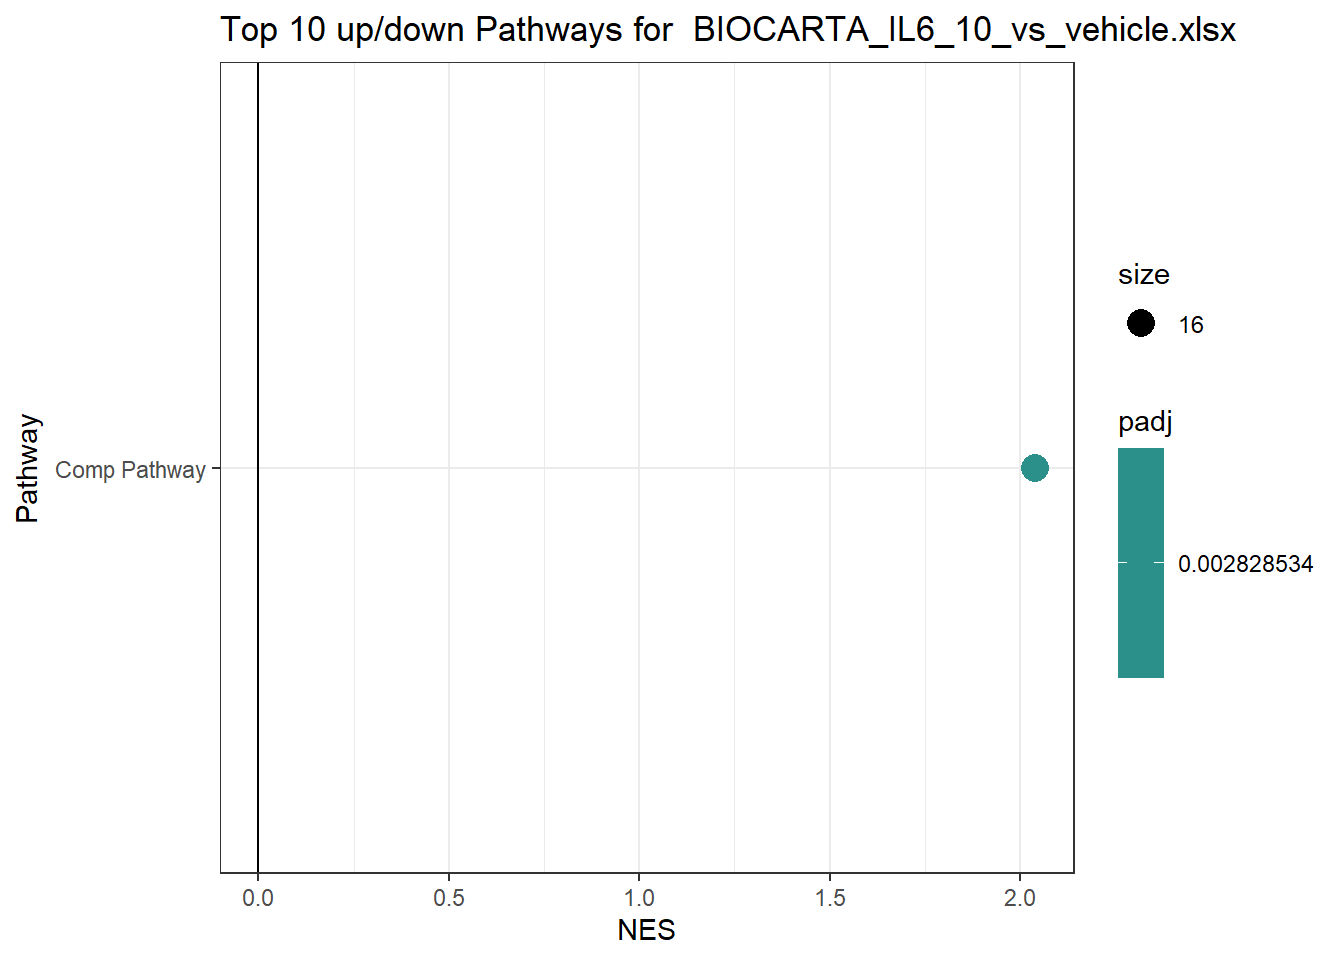 Top 10 up/down Pathways for  BIOCARTA_IL6_10_vs_vehicle.xlsx
size
16
padj
0.002828534
Pathway
Comp Pathway
0.0
0.5
1.0
1.5
2.0
NES